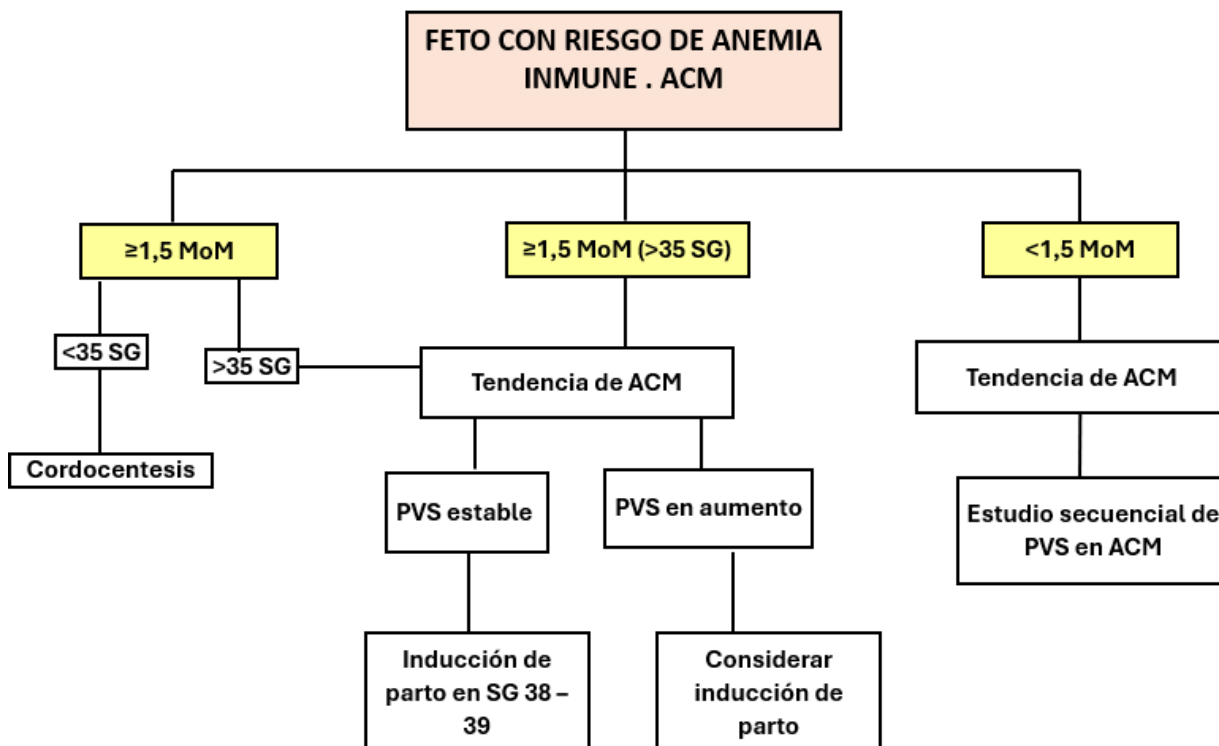 FETO CON RIESGO DE ANEMIA
INMUNE . ACM
≥1,5 MoM
≥1,5 MoM (>35 SG)
<1,5 MoM
<35 SG
>35 SG
Tendencia de ACM
Tendencia de ACM
Cordocentesis
PVS estable
PVS en aumento
Estudio secuencial de
PVS en ACM
Inducción de
parto en SG 38 –
39
Considerar
inducción de
parto